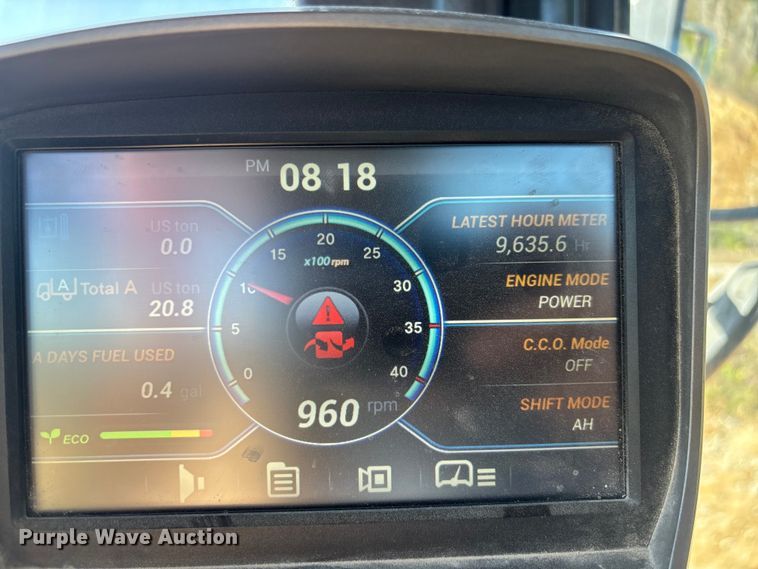 PM 08 18
US ton
0.0
A Total A US ton
20.8
A DAYS FUEL USED
0.4 gal
ECO
0 5 10 15 20 25 30 35 40
x100rpm
960 rpm
LATEST HOUR METER
9,635.6 Hr
ENGINE MODE
POWER
C.C.O. Mode
OFF
SHIFT MODE
AH
Purple Wave Auction